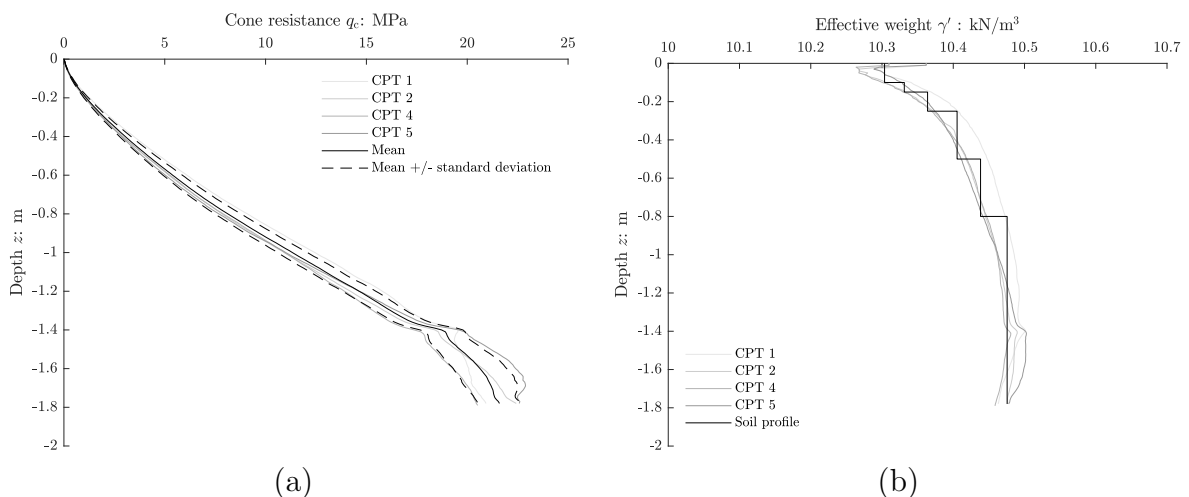 Cone resistance qc: MPa
0 5 10 15 20 25
0
-0.2
-0.4
-0.6
-0.8
-1
-1.2
-1.4
-1.6
-1.8
-2
Depth z: m
CPT 1
CPT 2
CPT 4
CPT 5
Mean
Mean +/- standard deviation
(a)
Effective weight γ′ : kN/m³
10 10.1 10.2 10.3 10.4 10.5 10.6 10.7
0
-0.2
-0.4
-0.6
-0.8
-1
-1.2
-1.4
-1.6
-1.8
-2
Depth z: m
CPT 1
CPT 2
CPT 4
CPT 5
Soil profile
(b)